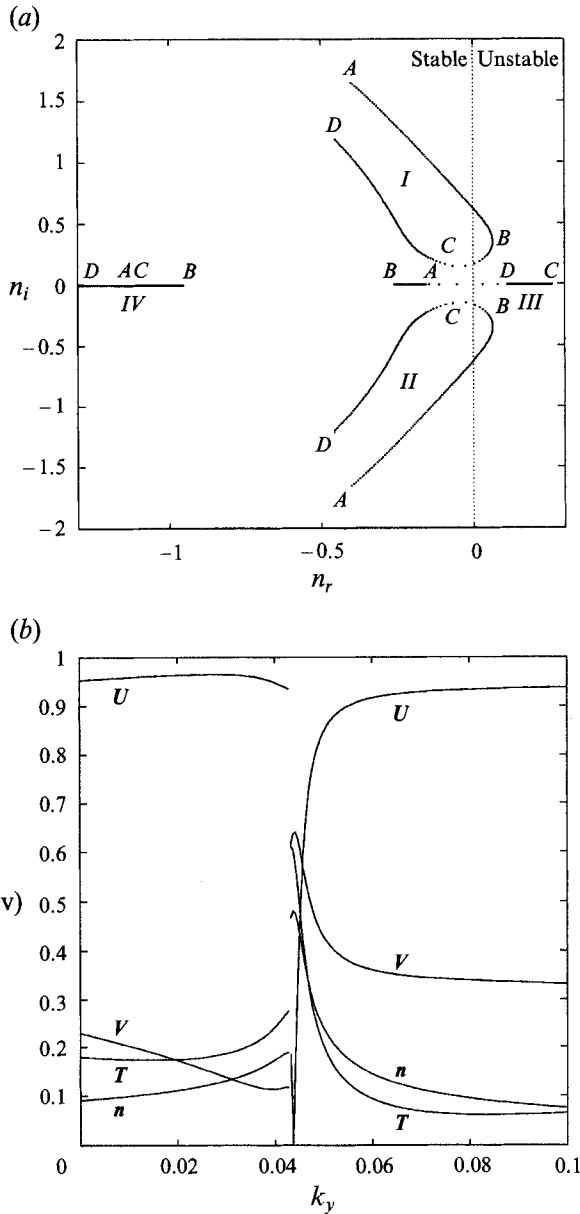 (a)
2
Stable Unstable
A
1.5
D
1
I
0.5
C
B
D A C B
B A
D C
n_i 0
IV
III
C
B
−0.5
II
−1
D
−1.5
A
−2
−1 −0.5 0
n_r
(b)
1
U
U
0.9
0.8
0.7
0.6
v)
0.5
0.4
V
0.3
V
0.2
T
n
0.1
n
T
0 0.02 0.04 0.06 0.08 0.1
k_y